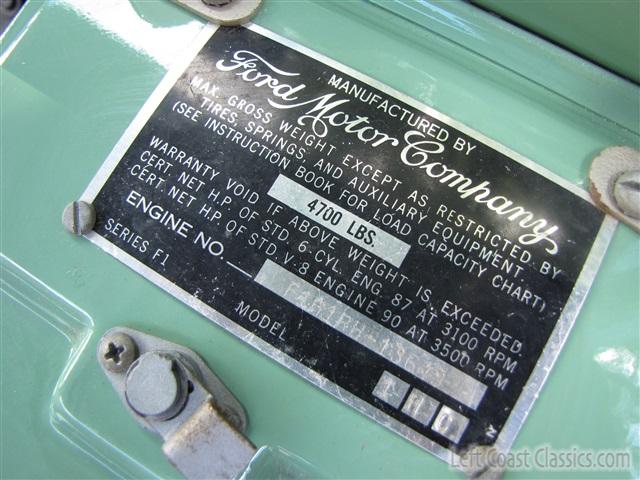 MANUFACTURED BY
Ford Motor Company
MAX. GROSS WEIGHT EXCEPT AS RESTRICTED BY
TIRES, SPRINGS, AND AUXILIARY EQUIPMENT.
(SEE INSTRUCTION BOOK FOR LOAD CAPACITY CHART)
4700 LBS.
WARRANTY VOID IF ABOVE WEIGHT IS EXCEEDED.
CERT. NET H.P. OF STD. 6-CYL. ENG. 87 AT 3100 RPM
CERT. NET H.P. OF STD V-8 ENGINE 90 AT 3500 RPM
ENGINE NO.
SERIES F1
MODEL
Left Coast Classics.com